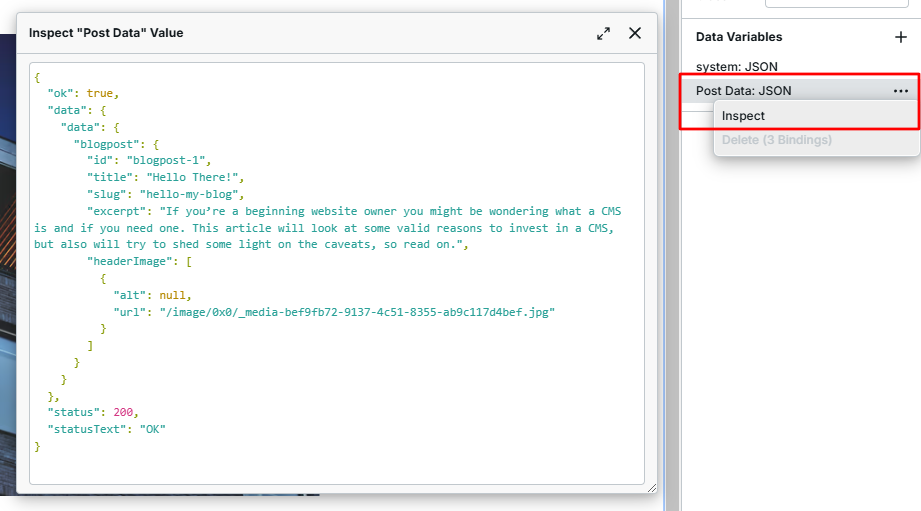 Inspect "Post Data" Value
{
"ok": true,
"data": {
"data": {
"blogpost": {
"id": "blogpost-1",
"title": "Hello There!",
"slug": "hello-my-blog",
"excerpt": "If you’re a beginning website owner you might be wondering what a CMS
is and if you need one. This article will look at some valid reasons to invest in a CMS,
but also will try to shed some light on the caveats, so read on.",
"headerImage": [
{
"alt": null,
"url": "/image/0x0/_media-bef9fb72-9137-4c51-8355-ab9c117d4bef.jpg"
}
]
}
}
},
"status": 200,
"statusText": "OK"
}
Data Variables
system: JSON
Post Data: JSON
Inspect
Delete (3 Bindings)